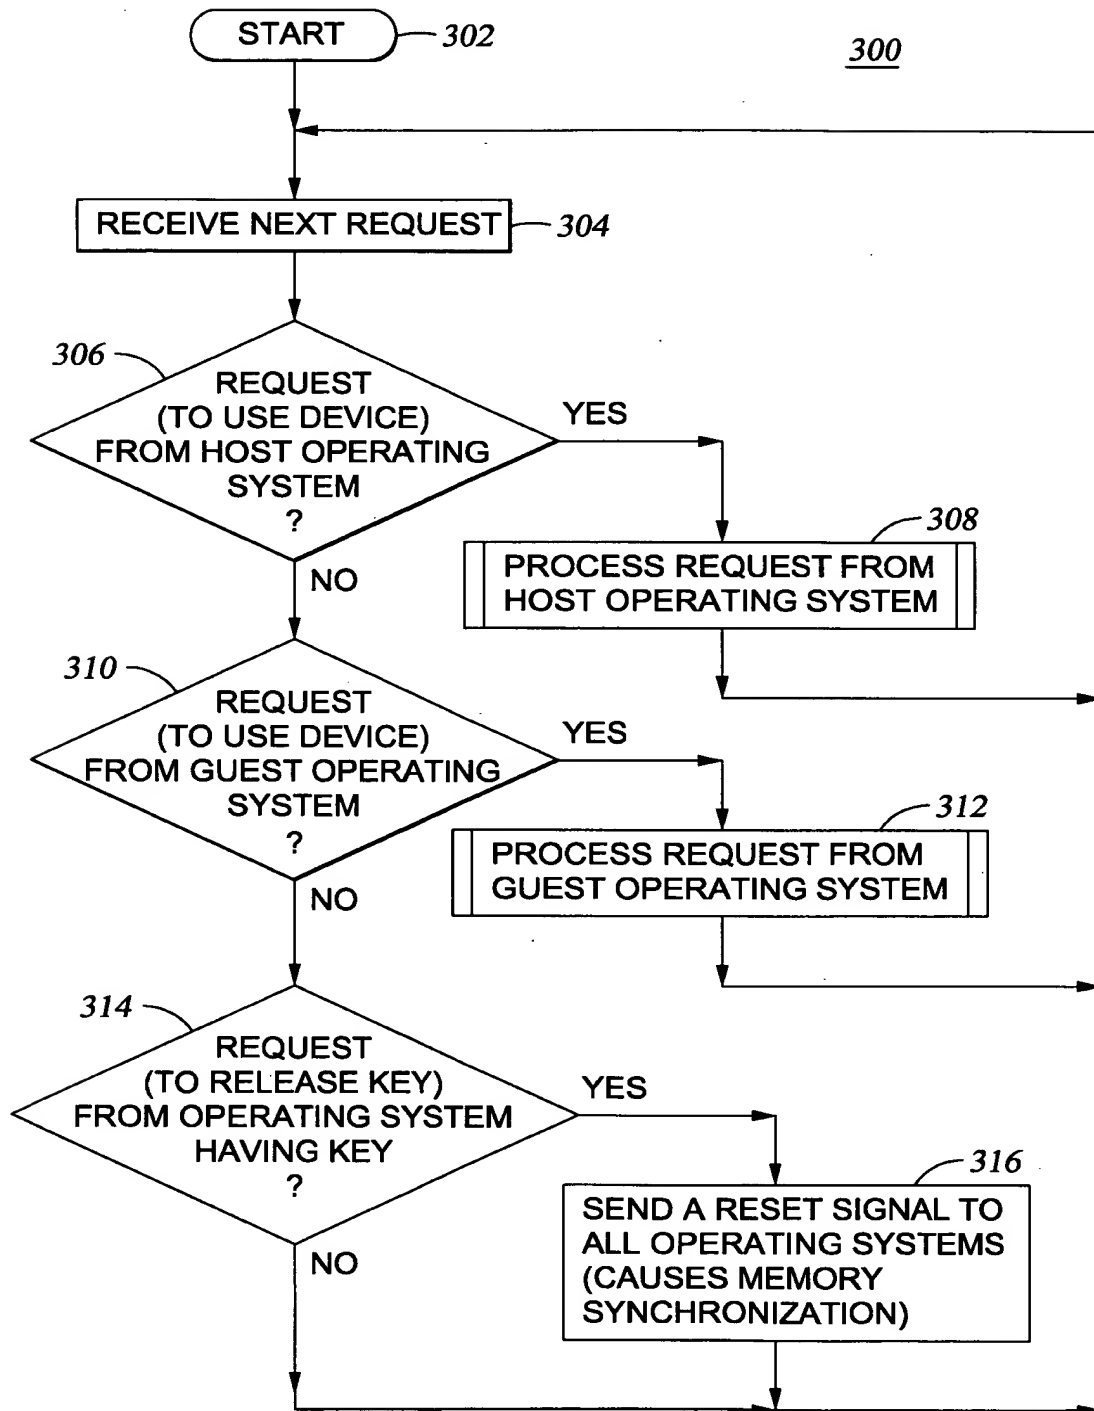 START
302
300
RECEIVE NEXT REQUEST
304
306
REQUEST
(TO USE DEVICE)
FROM HOST OPERATING
SYSTEM
?
YES
NO
308
PROCESS REQUEST FROM
HOST OPERATING SYSTEM
310
REQUEST
(TO USE DEVICE)
FROM GUEST OPERATING
SYSTEM
?
YES
NO
312
PROCESS REQUEST FROM
GUEST OPERATING SYSTEM
314
REQUEST
(TO RELEASE KEY)
FROM OPERATING SYSTEM
HAVING KEY
?
YES
NO
316
SEND A RESET SIGNAL TO
ALL OPERATING SYSTEMS
(CAUSES MEMORY
SYNCHRONIZATION)